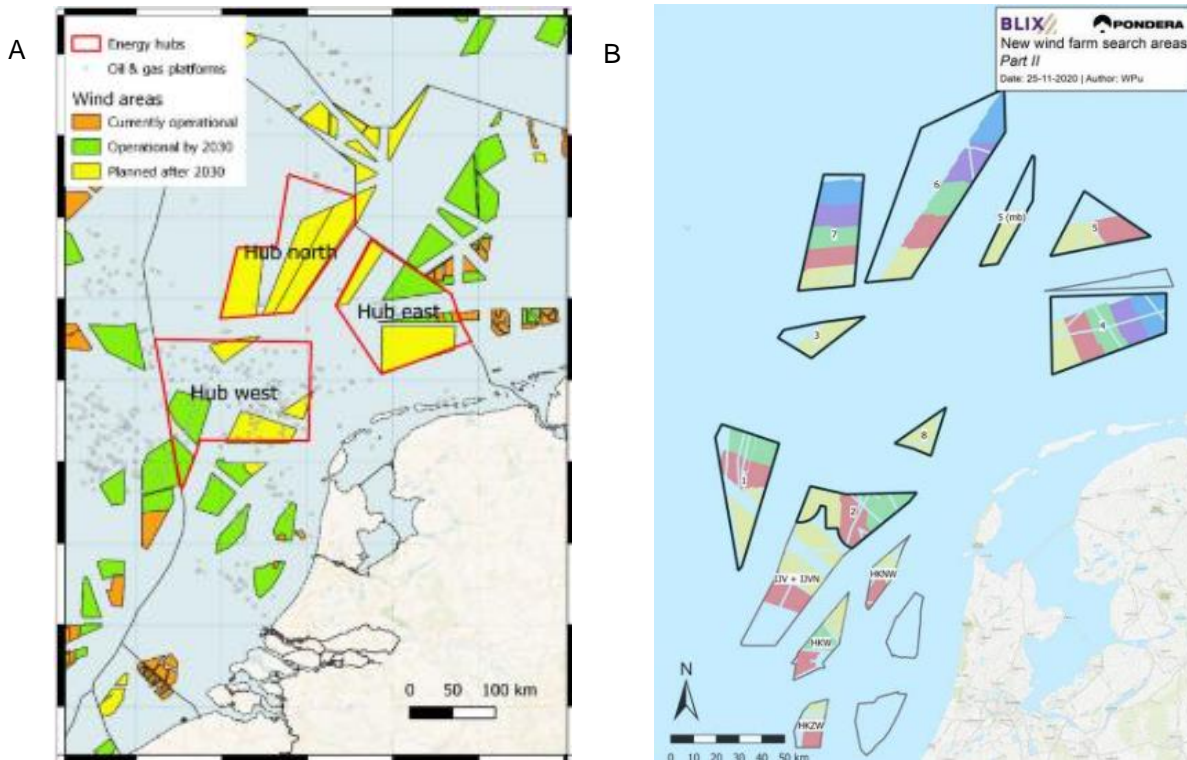 A
Energy hubs
Oil & gas platforms
Wind areas
Currently operational
Operational by 2030
Planned after 2030
Hub north
Hub east
Hub west
0 50 100 km
B
BLIX PONDERA
New wind farm search areas
Part II
Date: 25-11-2020 | Author: WPu
6
5 (mb)
5
7
4
3
8
1
2
IJV + IJVN
HKNW
HKW
HKZW
N
0 10 20 30 40 50 km